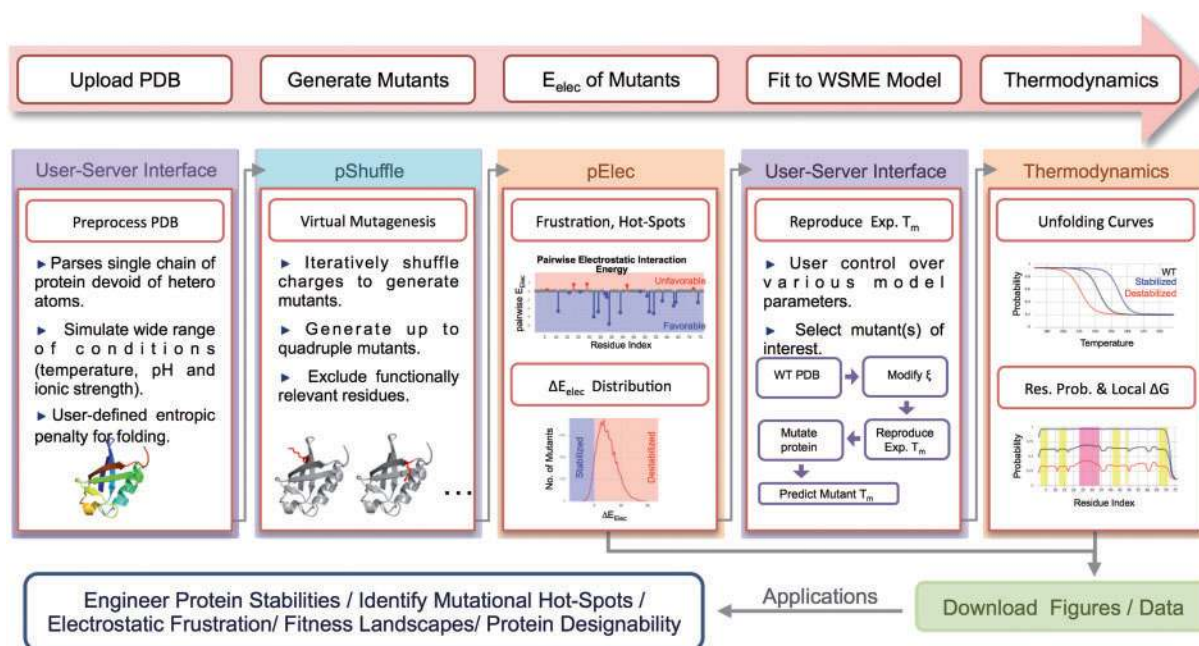 Upload PDB
Generate Mutants
Eelec of Mutants
Fit to WSME Model
Thermodynamics
User-Server Interface
Preprocess PDB
►Parses single chain of
protein devoid of hetero
atoms.
► Simulate wide range
of conditions
(temperature, pH and
ionic strength).
►User-defined entropic
penalty for folding.
pShuffle
Virtual Mutagenesis
► Iteratively shuffle
charges to generate
mutants.
► Generate up to
quadruple mutants.
► Exclude functionally
relevant residues.
...
pElec
Frustration, Hot-Spots
Pairwise Electrostatic Interaction
Energy
Unfavorable
pairwise EElec
Favorable
Residue Index
ΔEelec Distribution
No. of Mutants
Stabilized
Destabilized
ΔEElec
User-Server Interface
Reproduce Exp. Tm
► User control over
various model
parameters.
► Select mutant(s) of
interest.
WT PDB
Modify ξ
Mutate
protein
Reproduce
Exp. Tm
Predict Mutant Tm
Thermodynamics
Unfolding Curves
WT
Stabilized
Destabilized
Probability
Temperature
Res. Prob. & Local ΔG
Probability
Residue Index
Engineer Protein Stabilities / Identify Mutational Hot-Spots /
Electrostatic Frustration/ Fitness Landscapes/ Protein Designability
Applications
Download Figures / Data